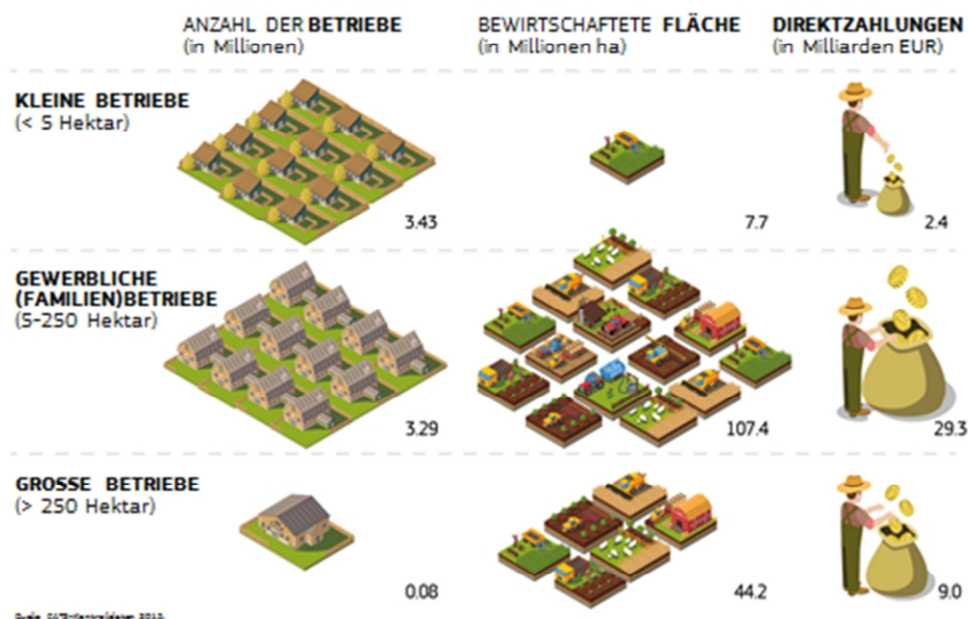 ANZAHL DER BETRIEBE
(in Millionen)
BEWIRTSCHAFTETE FLÄCHE
(in Millionen ha)
DIREKTZAHLUNGEN
(in Milliarden EUR)
KLEINE BETRIEBE
(< 5 Hektar)
3.43
7.7
2.4
GEWERBLICHE
(FAMILIEN)BETRIEBE
(5-250 Hektar)
3.29
107.4
29.3
GROSSE BETRIEBE
(> 250 Hektar)
0.08
44.2
9.0